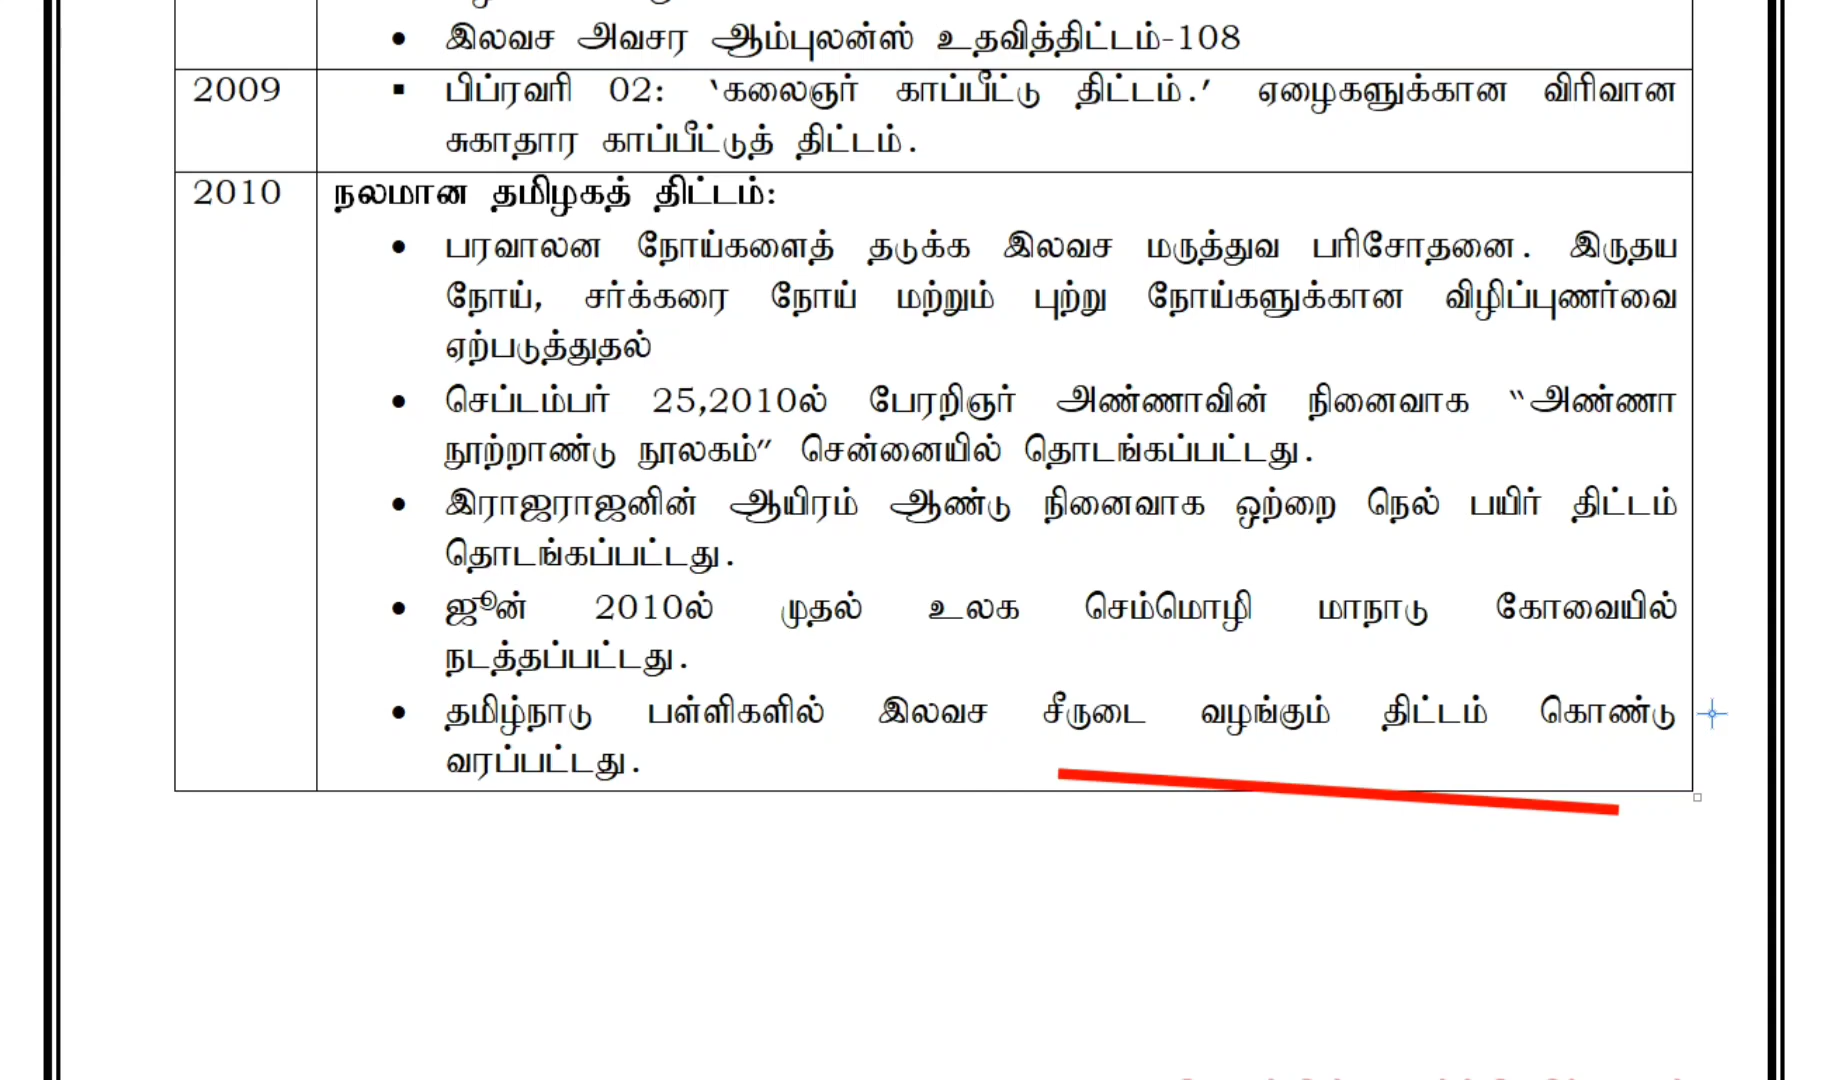 இலவச அவசர ஆம்புலன்ஸ் உதவித்திட்டம்-108
2009
பிப்ரவரி 02: ‘கலைஞர் காப்பீட்டு திட்டம்.’ ஏழைகளுக்கான விரிவான
சுகாதார காப்பீட்டுத் திட்டம்.
2010
நலமான தமிழகத் திட்டம்:
பரவாலன நோய்களைத் தடுக்க இலவச மருத்துவ பரிசோதனை. இருதய
நோய், சர்க்கரை நோய் மற்றும் புற்று நோய்களுக்கான விழிப்புணர்வை
ஏற்படுத்துதல்
செப்டம்பர் 25,2010ல் பேரறிஞர் அண்ணாவின் நினைவாக “அண்ணா
நூற்றாண்டு நூலகம்” சென்னையில் தொடங்கப்பட்டது.
இராஜராஜனின் ஆயிரம் ஆண்டு நினைவாக ஒற்றை நெல் பயிர் திட்டம்
தொடங்கப்பட்டது.
ஜூன் 2010ல் முதல் உலக செம்மொழி மாநாடு கோவையில்
நடத்தப்பட்டது.
தமிழ்நாடு பள்ளிகளில் இலவச சீருடை வழங்கும் திட்டம் கொண்டு
வரப்பட்டது.